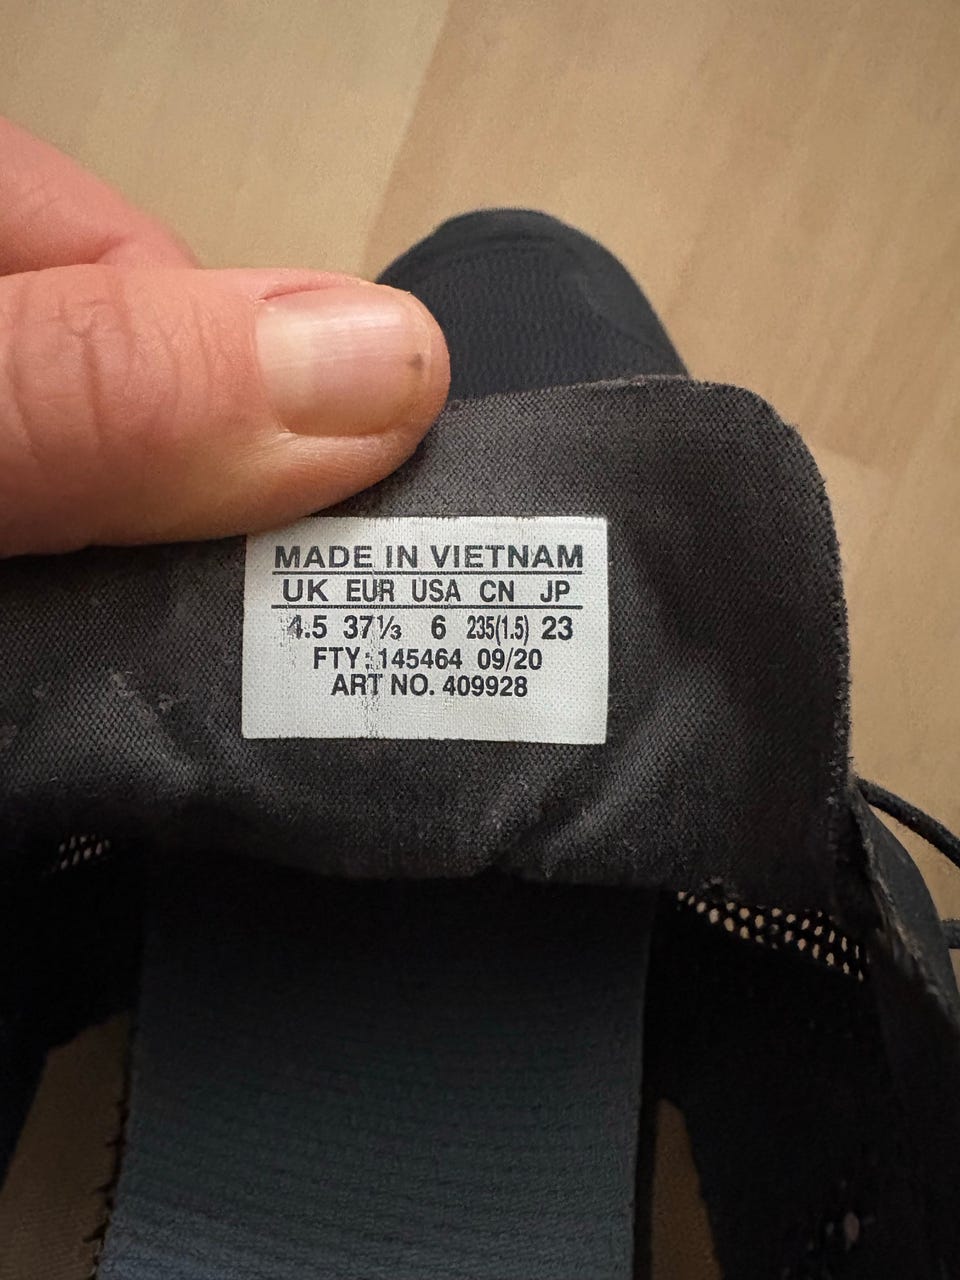 MADE IN VIETNAM
UK EUR USA CN JP
4.5 37⅓ 6 235(1.5) 23
FTY: 145464 09/20
ART NO. 409928